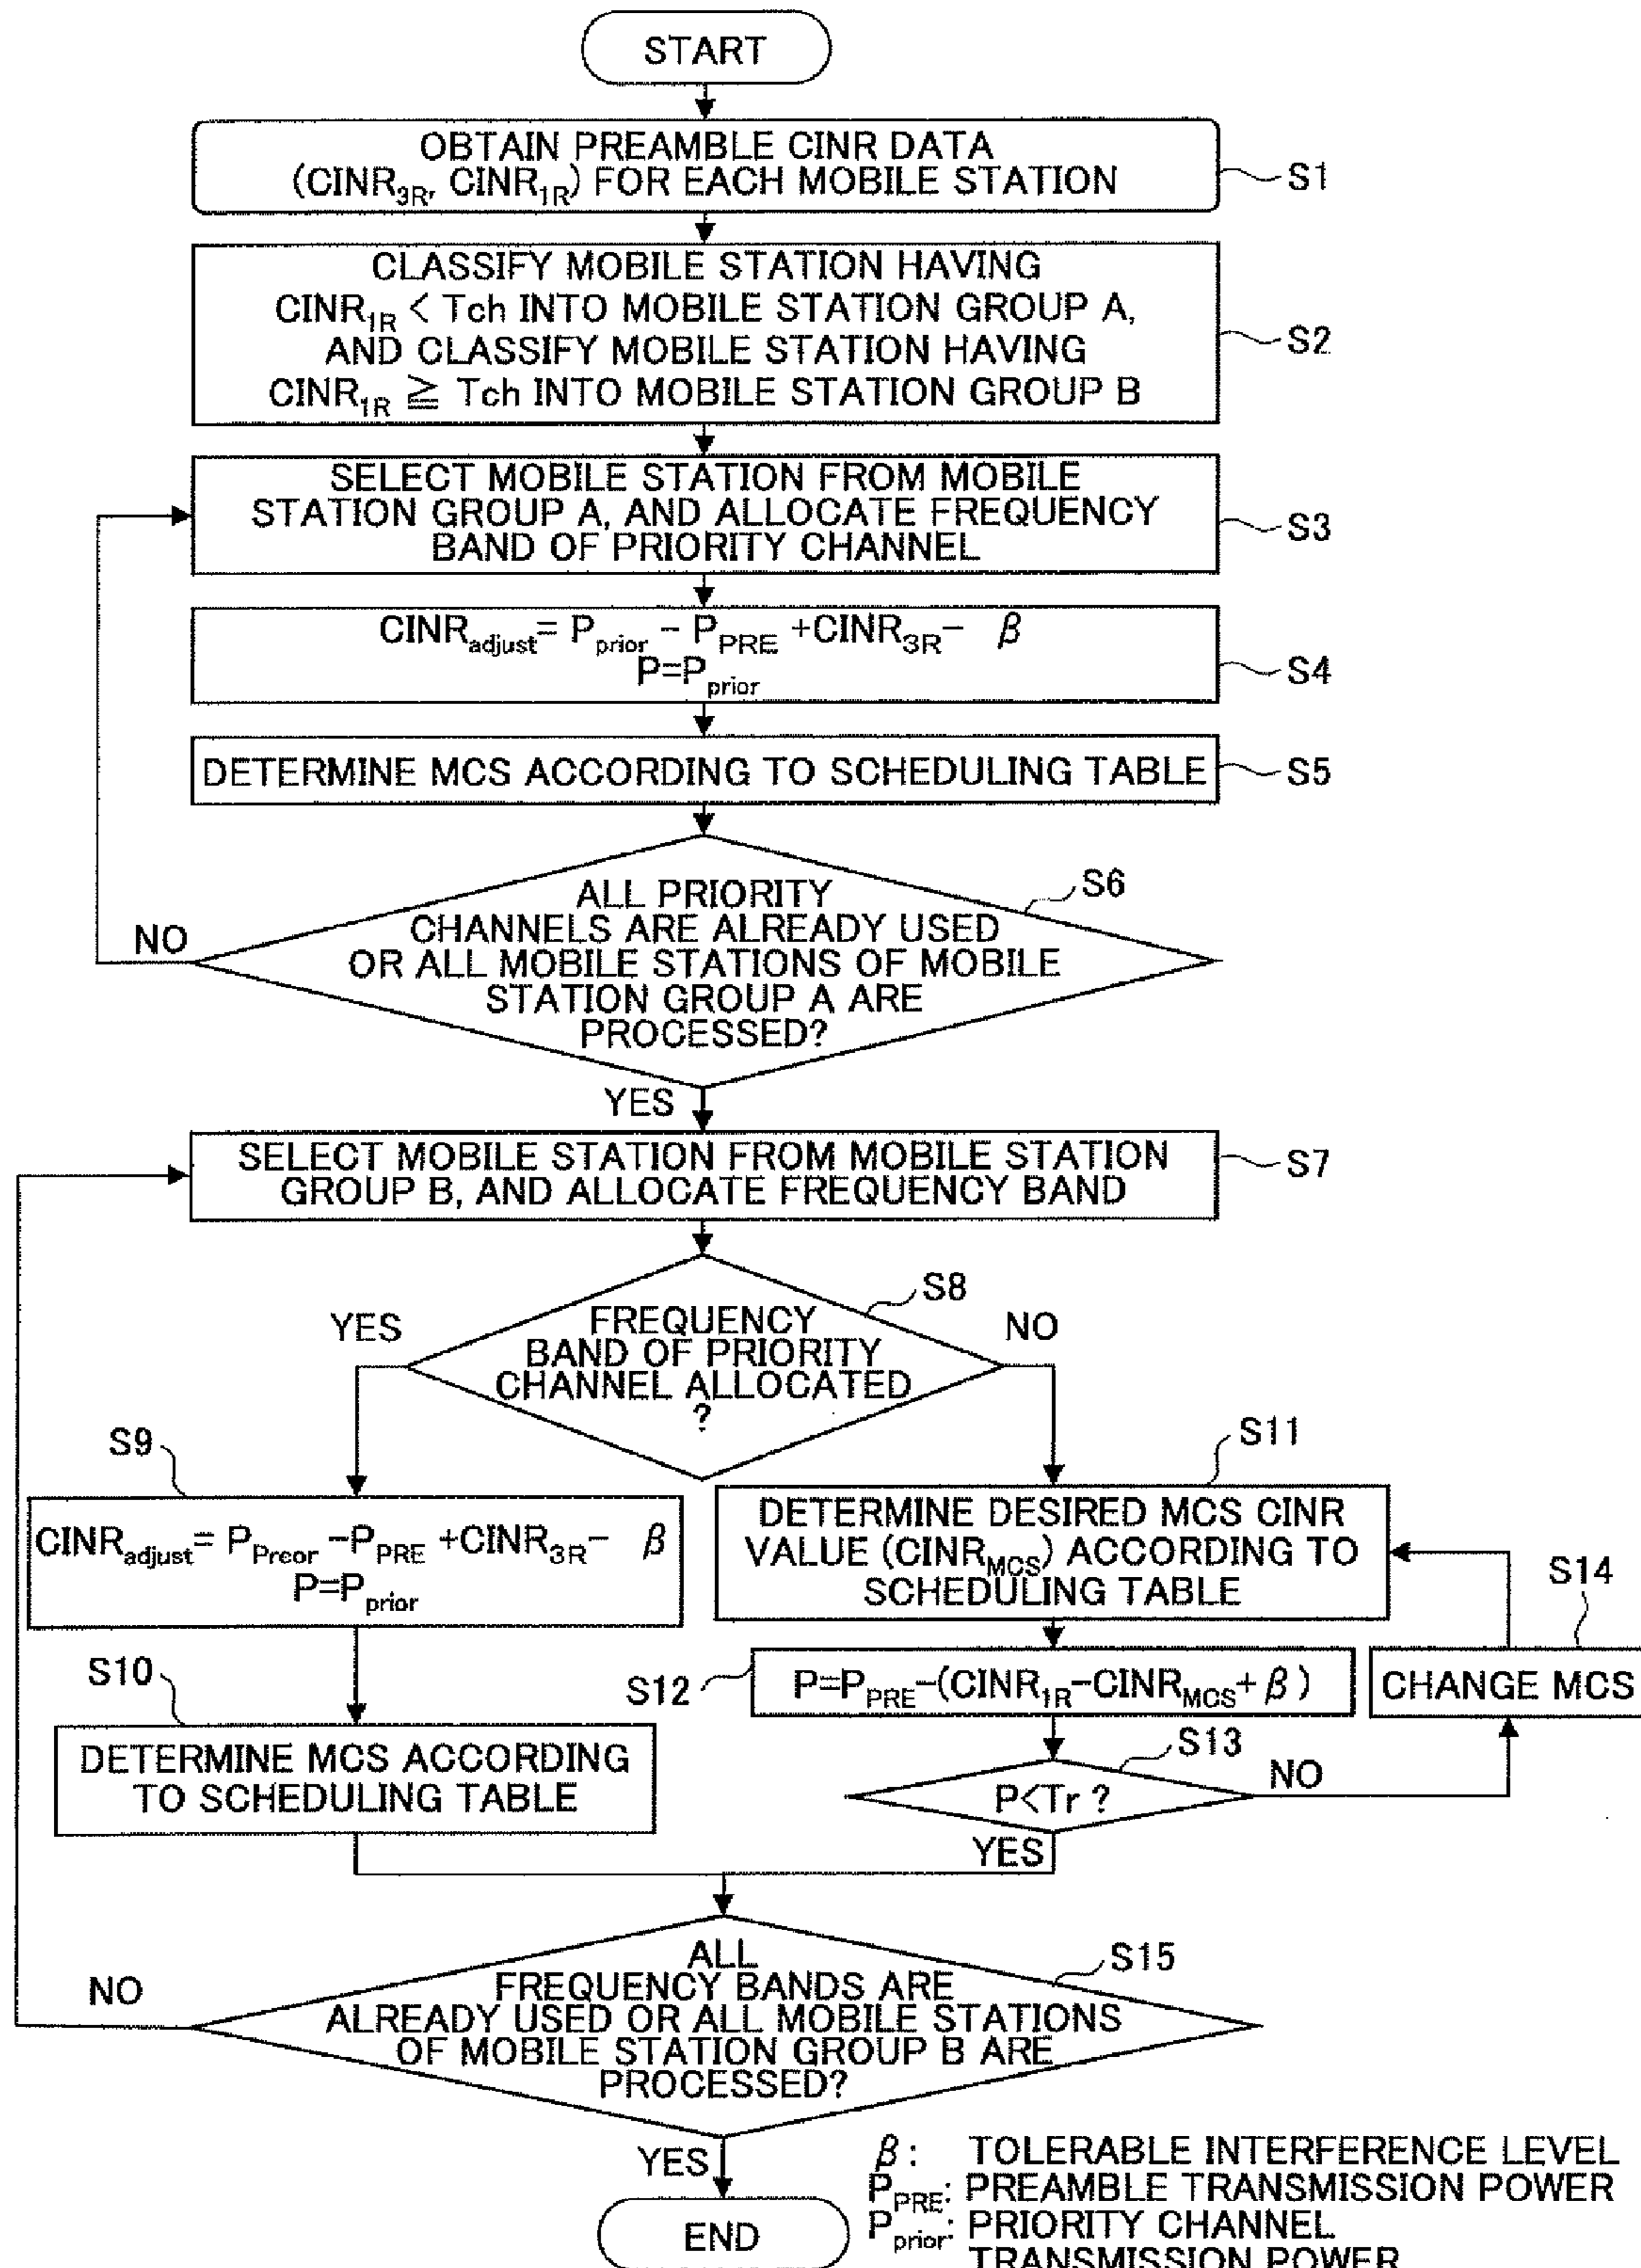 START
OBTAIN PREAMBLE CINR DATA
(CINR3R, CINR1R) FOR EACH MOBILE STATION
S1
CLASSIFY MOBILE STATION HAVING
CINR1R < Tch INTO MOBILE STATION GROUP A,
AND CLASSIFY MOBILE STATION HAVING
CINR1R ≧ Tch INTO MOBILE STATION GROUP B
S2
SELECT MOBILE STATION FROM MOBILE
STATION GROUP A, AND ALLOCATE FREQUENCY
BAND OF PRIORITY CHANNEL
S3
CINRadjust= Pprior - PPRE +CINR3R- β
P=Pprior
S4
DETERMINE MCS ACCORDING TO SCHEDULING TABLE
S5
S6
ALL PRIORITY
CHANNELS ARE ALREADY USED
OR ALL MOBILE STATIONS OF MOBILE
STATION GROUP A ARE
PROCESSED?
NO
YES
SELECT MOBILE STATION FROM MOBILE STATION
GROUP B, AND ALLOCATE FREQUENCY BAND
S7
S8
FREQUENCY
BAND OF PRIORITY
CHANNEL ALLOCATED
?
YES
NO
S9
CINRadjust= PPreor -PPRE +CINR3R- β
P=Pprior
S10
DETERMINE MCS ACCORDING
TO SCHEDULING TABLE
S11
DETERMINE DESIRED MCS CINR
VALUE (CINRMCS) ACCORDING TO
SCHEDULING TABLE
S12
P=PPRE-(CINR1R-CINRMCS+β)
S13
P<Tr ?
NO
YES
S14
CHANGE MCS
S15
ALL
FREQUENCY BANDS ARE
ALREADY USED OR ALL MOBILE STATIONS
OF MOBILE STATION GROUP B ARE
PROCESSED?
NO
YES
END
β: TOLERABLE INTERFERENCE LEVEL
PPRE: PREAMBLE TRANSMISSION POWER
Pprior: PRIORITY CHANNEL
TRANSMISSION POWER